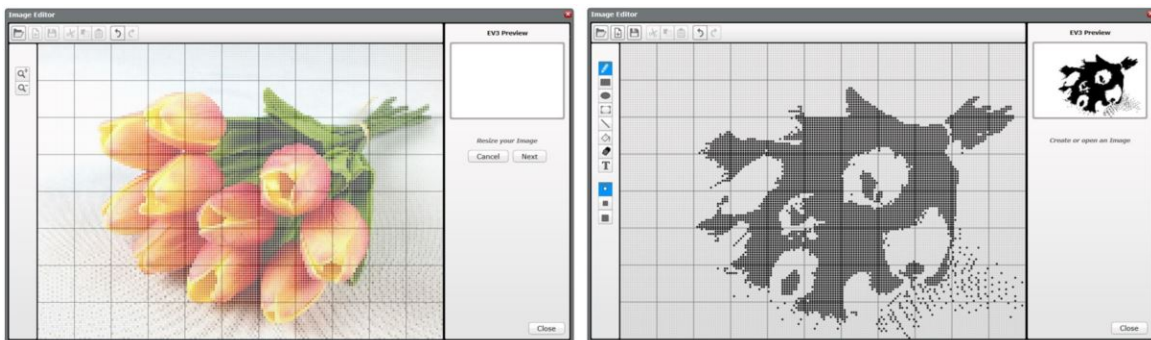 Image Editor
EV3 Preview
Resize your Image
Cancel Next
Close
Image Editor
EV3 Preview
Create or open an Image
T
Close